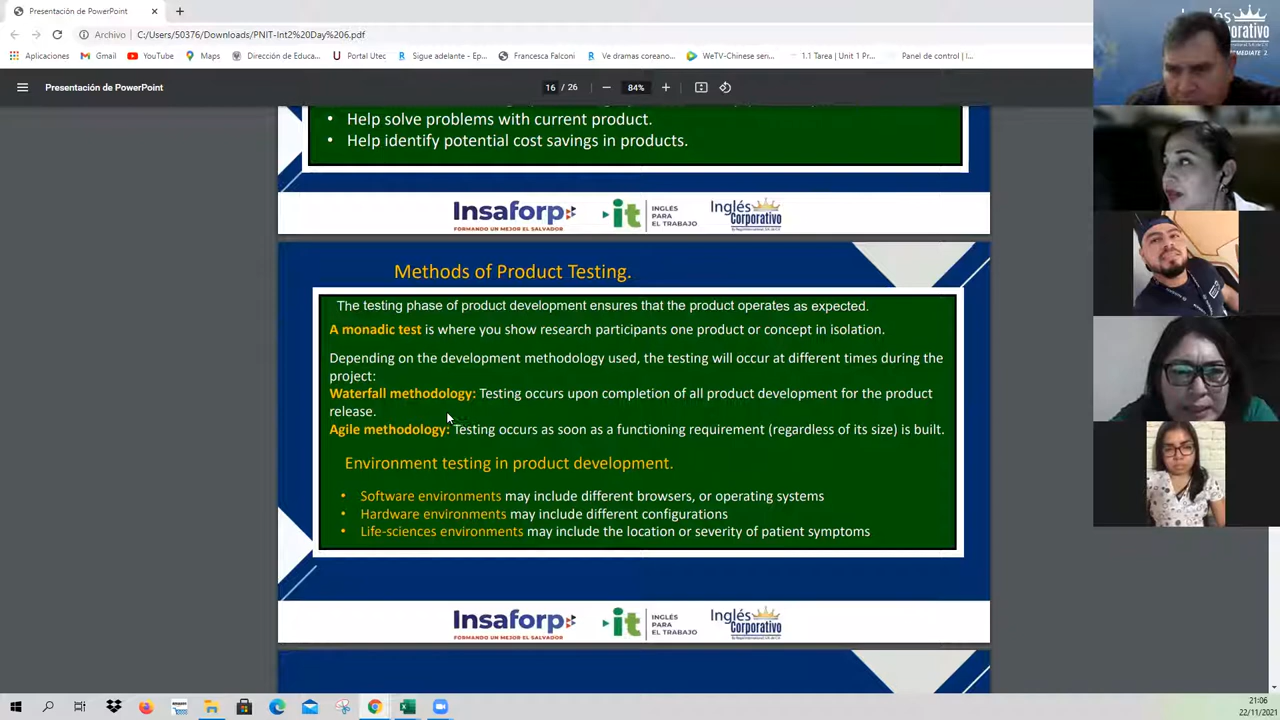 Presentación de PowerPoint
Archivo | C:/Users/50376/Downloads/PNIT-Int2%20Day%206.pdf
Aplicaciones Gmail YouTube Maps Dirección de Educa... Portal Utec Sigue adelante - Ep... Francesca Falconi Ve dramas coreano... WeTV-Chinese sen... 1.1 Tarea | Unit 1 Pr... Panel de control | I...
Presentación de PowerPoint 16 / 26 84%
• Help solve problems with current product.
• Help identify potential cost savings in products.
Insaforp
FORMANDO UN MEJOR EL SALVADOR
it
INGLÉS
PARA
EL TRABAJO
Inglés
Corporativo
Methods of Product Testing.
The testing phase of product development ensures that the product operates as expected.
A monadic test is where you show research participants one product or concept in isolation.
Depending on the development methodology used, the testing will occur at different times during the
project:
Waterfall methodology: Testing occurs upon completion of all product development for the product
release.
Agile methodology: Testing occurs as soon as a functioning requirement (regardless of its size) is built.
Environment testing in product development.
• Software environments may include different browsers, or operating systems
• Hardware environments may include different configurations
• Life-sciences environments may include the location or severity of patient symptoms
Insaforp
FORMANDO UN MEJOR EL SALVADOR
it
INGLÉS
PARA
EL TRABAJO
Inglés
Corporativo
21:06
22/11/2021